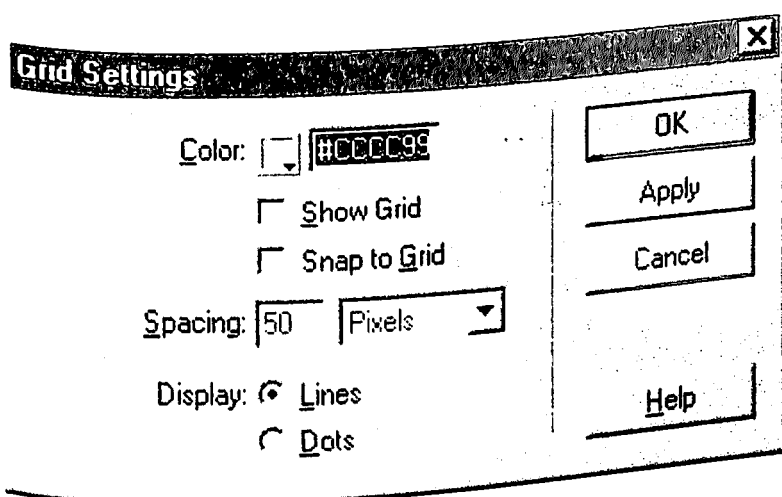 Grid Settings
Color: #CCCC99
Show Grid
Snap to Grid
Spacing: 50 Pixels
Display: Lines
Dots
OK
Apply
Cancel
Help